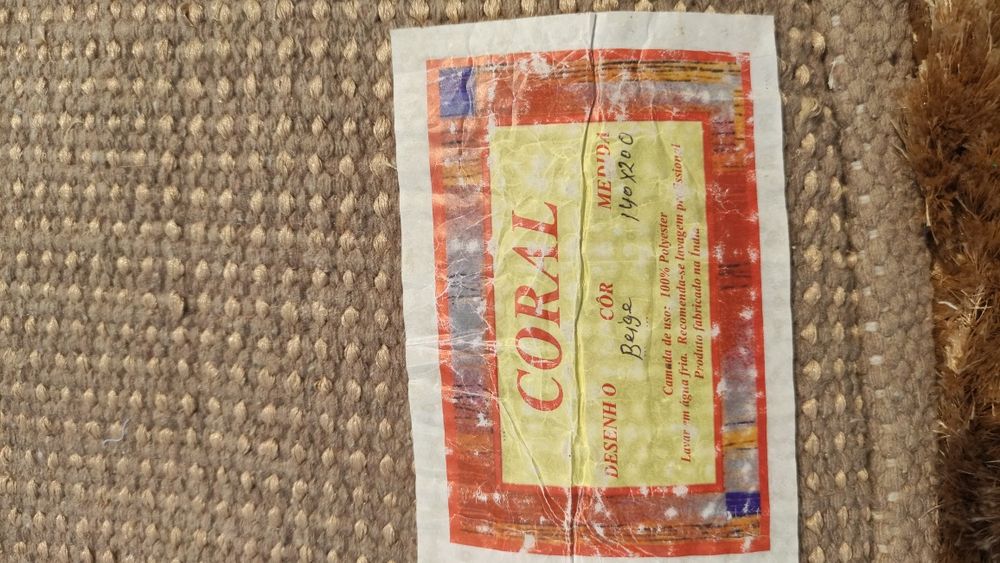 CORAL
DESENHO CÔR MEDIDA
Beige 140x200
Camada de uso: 100% Polyester
Lavar em água fria. Recomenda-se lavagem profissional
Produto fabricado na Índia